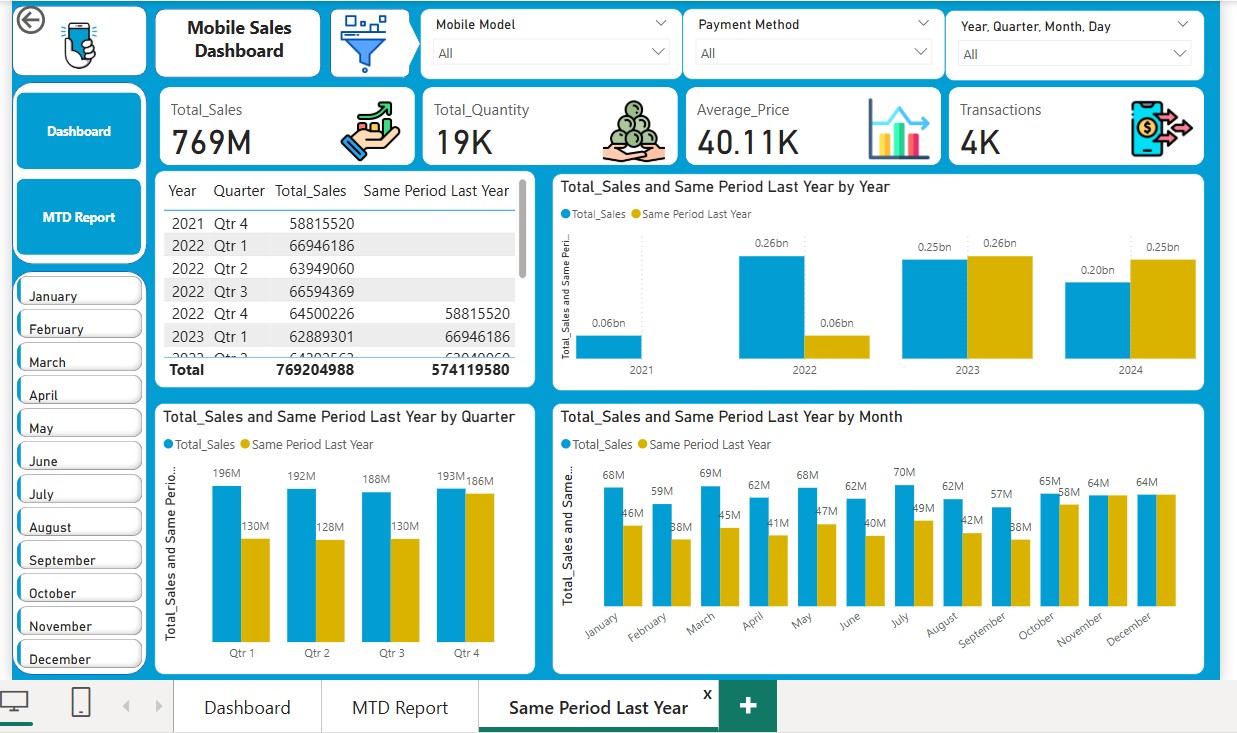 Mobile Sales
Dashboard
Mobile Model
All
Payment Method
All
Year, Quarter, Month, Day
All
Dashboard
MTD Report
Total_Sales
769M
Total_Quantity
19K
Average_Price
40.11K
Transactions
4K
Year Quarter Total_Sales Same Period Last Year
2021 Qtr 4 58815520
2022 Qtr 1 66946186
2022 Qtr 2 63949060
2022 Qtr 3 66594369
2022 Qtr 4 64500226 58815520
2023 Qtr 1 62889301 66946186
Total 769204988 574119580
Total_Sales and Same Period Last Year by Year
Total_Sales Same Period Last Year
Total_Sales and Same Peri...
0.06bn
0.26bn
0.06bn
0.25bn
0.26bn
0.20bn
0.25bn
2021 2022 2023 2024
January
February
March
April
May
June
July
August
September
October
November
December
Total_Sales and Same Period Last Year by Quarter
Total_Sales Same Period Last Year
Total_Sales and Same Perio...
196M
130M
192M
128M
188M
130M
193M
186M
Qtr 1 Qtr 2 Qtr 3 Qtr 4
Total_Sales and Same Period Last Year by Month
Total_Sales Same Period Last Year
Total_Sales and Same...
68M
46M
59M
38M
69M
45M
62M
41M
68M
47M
62M
40M
70M
49M
62M
42M
57M
38M
65M
58M
64M
64M
January February March April May June July August September October November December
Dashboard
MTD Report
Same Period Last Year
x
+